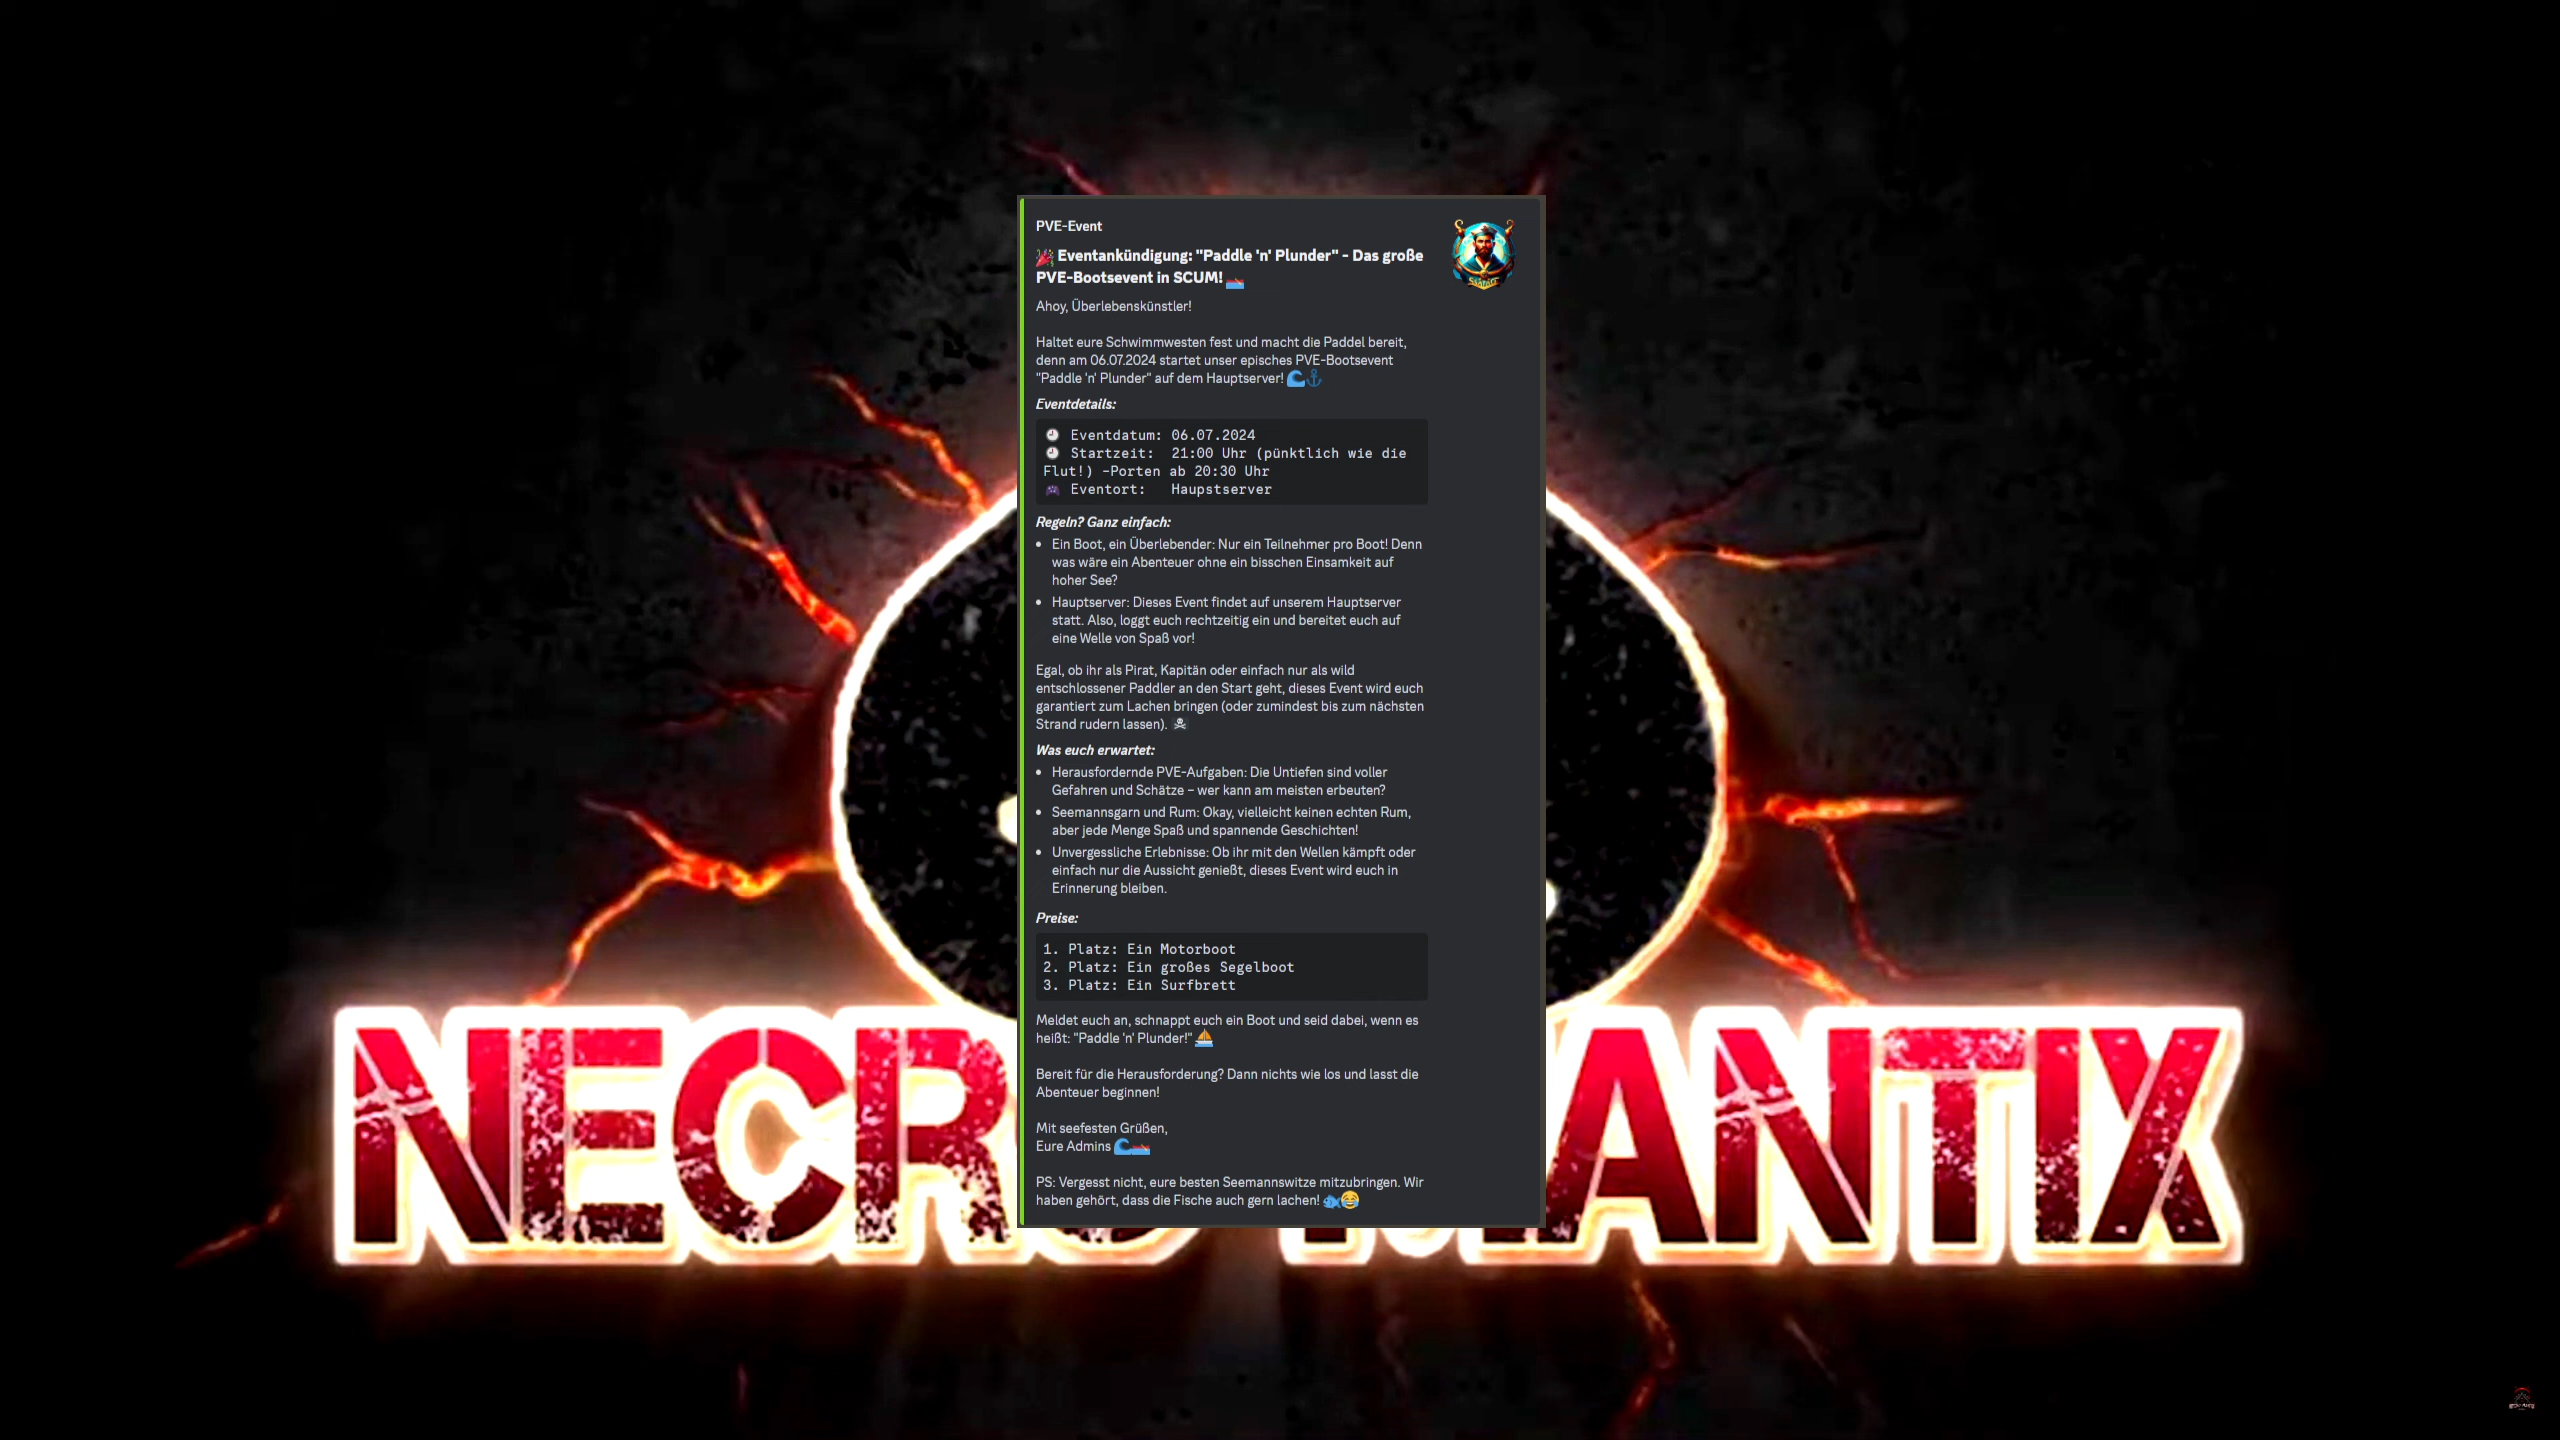 PVE-Event
🎉 Eventankündigung: "Paddle 'n' Plunder" - Das große
PVE-Bootsevent in SCUM! 🚤
Ahoy, Überlebenskünstler!
Haltet eure Schwimmwesten fest und macht die Paddel bereit,
denn am 06.07.2024 startet unser episches PVE-Bootsevent
"Paddle 'n' Plunder" auf dem Hauptserver! 🌊⚓
Eventdetails:
🕘 Eventdatum: 06.07.2024
🕘 Startzeit: 21:00 Uhr (pünktlich wie die
Flut!) -Porten ab 20:30 Uhr
🎮 Eventort: Haupstserver
Regeln? Ganz einfach:
• Ein Boot, ein Überlebender: Nur ein Teilnehmer pro Boot! Denn
was wäre ein Abenteuer ohne ein bisschen Einsamkeit auf
hoher See?
• Hauptserver: Dieses Event findet auf unserem Hauptserver
statt. Also, loggt euch rechtzeitig ein und bereitet euch auf
eine Welle von Spaß vor!
Egal, ob ihr als Pirat, Kapitän oder einfach nur als wild
entschlossener Paddler an den Start geht, dieses Event wird euch
garantiert zum Lachen bringen (oder zumindest bis zum nächsten
Strand rudern lassen). ☠
Was euch erwartet:
• Herausfordernde PVE-Aufgaben: Die Untiefen sind voller
Gefahren und Schätze – wer kann am meisten erbeuten?
• Seemannsgarn und Rum: Okay, vielleicht keinen echten Rum,
aber jede Menge Spaß und spannende Geschichten!
• Unvergessliche Erlebnisse: Ob ihr mit den Wellen kämpft oder
einfach nur die Aussicht genießt, dieses Event wird euch in
Erinnerung bleiben.
Preise:
1. Platz: Ein Motorboot
2. Platz: Ein großes Segelboot
3. Platz: Ein Surfbrett
Meldet euch an, schnappt euch ein Boot und seid dabei, wenn es
heißt: "Paddle 'n' Plunder!" ⛵
Bereit für die Herausforderung? Dann nichts wie los und lasst die
Abenteuer beginnen!
Mit seefesten Grüßen,
Eure Admins 🌊🚤
PS: Vergesst nicht, eure besten Seemannswitze mitzubringen. Wir
haben gehört, dass die Fische auch gern lachen! 🐟😂
NECR ANTIX